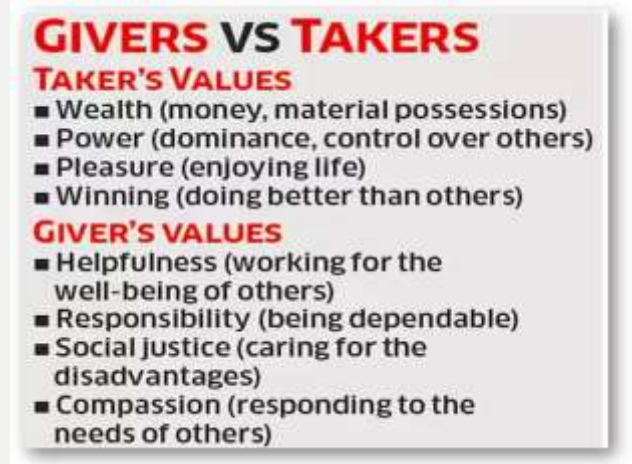 GIVERS VS TAKERS
TAKER'S VALUES
▪ Wealth (money, material possessions)
▪ Power (dominance, control over others)
▪ Pleasure (enjoying life)
▪ Winning (doing better than others)
GIVER'S VALUES
▪ Helpfulness (working for the
well-being of others)
▪ Responsibility (being dependable)
▪ Social justice (caring for the
disadvantages)
▪ Compassion (responding to the
needs of others)